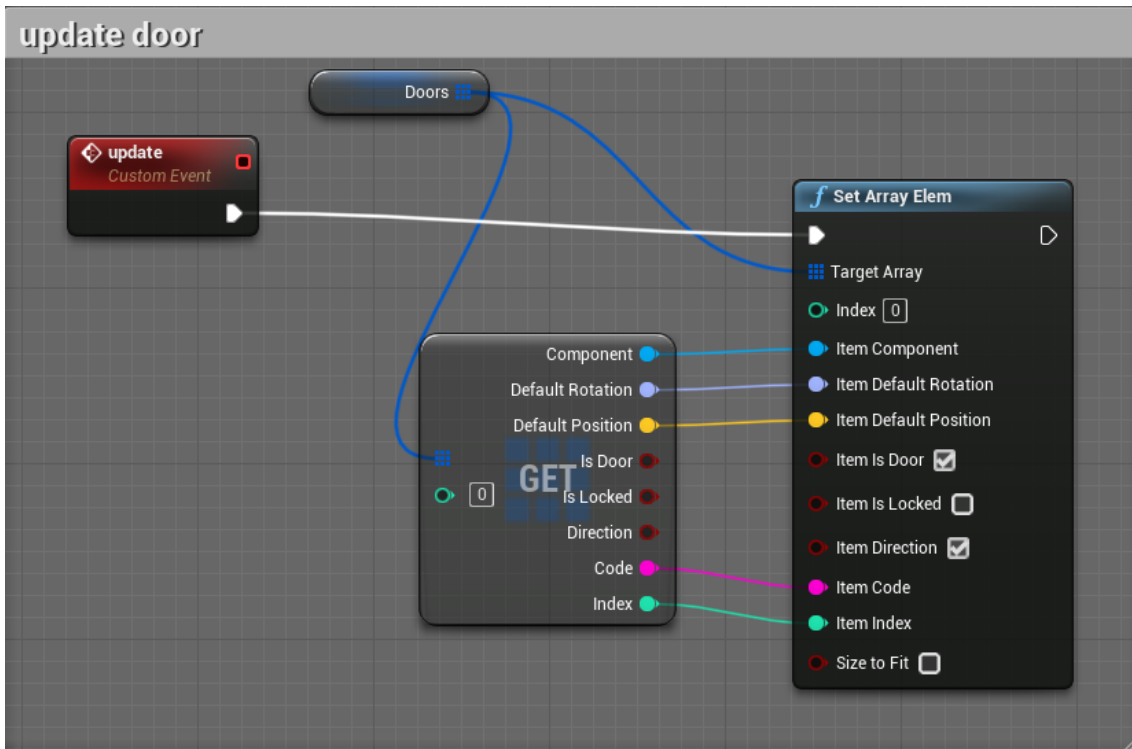 update door
Doors
update
Custom Event
Set Array Elem
Target Array
Index 0
Item Component
Item Default Rotation
Item Default Position
Item Is Door
Item Is Locked
Item Direction
Item Code
Item Index
Size to Fit
Component
Default Rotation
Default Position
Is Door
GET
0
Is Locked
Direction
Code
Index